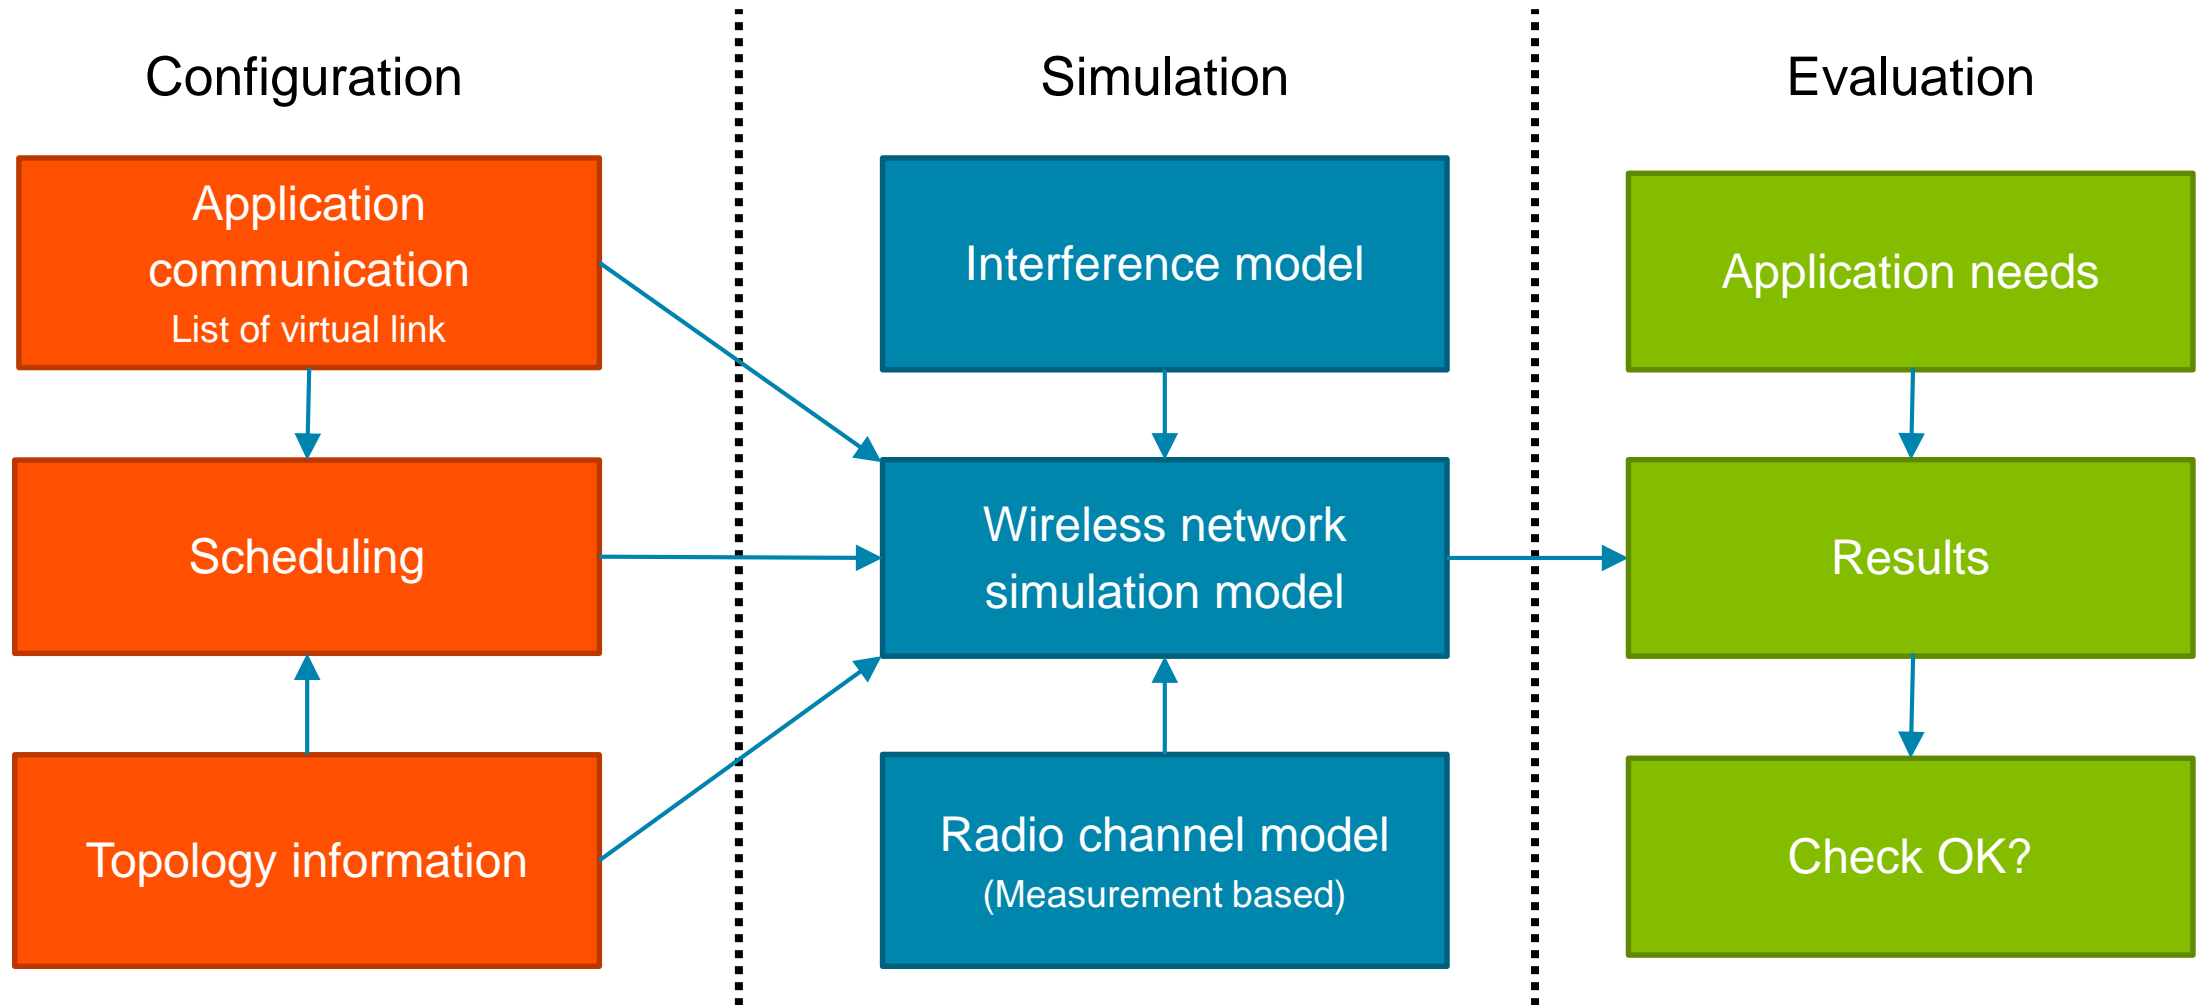 Configuration
Simulation
Evaluation
Application
communication
List of virtual link
Interference model
Application needs
Scheduling
Wireless network
simulation model
Results
Topology information
Radio channel model
(Measurement based)
Check OK?